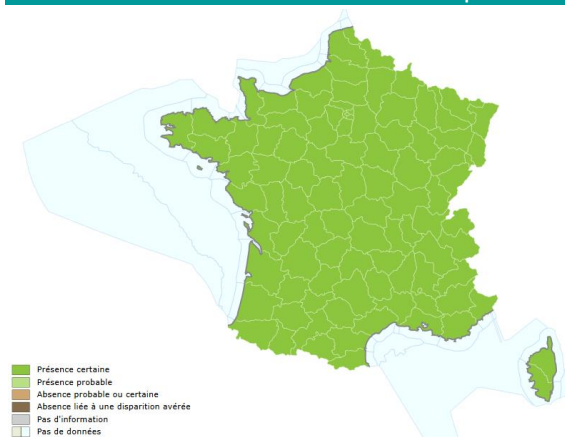 Présence certaine
Présence probable
Absence probable ou certaine
Absence liée à une disparition avérée
Pas d'information
Pas de données